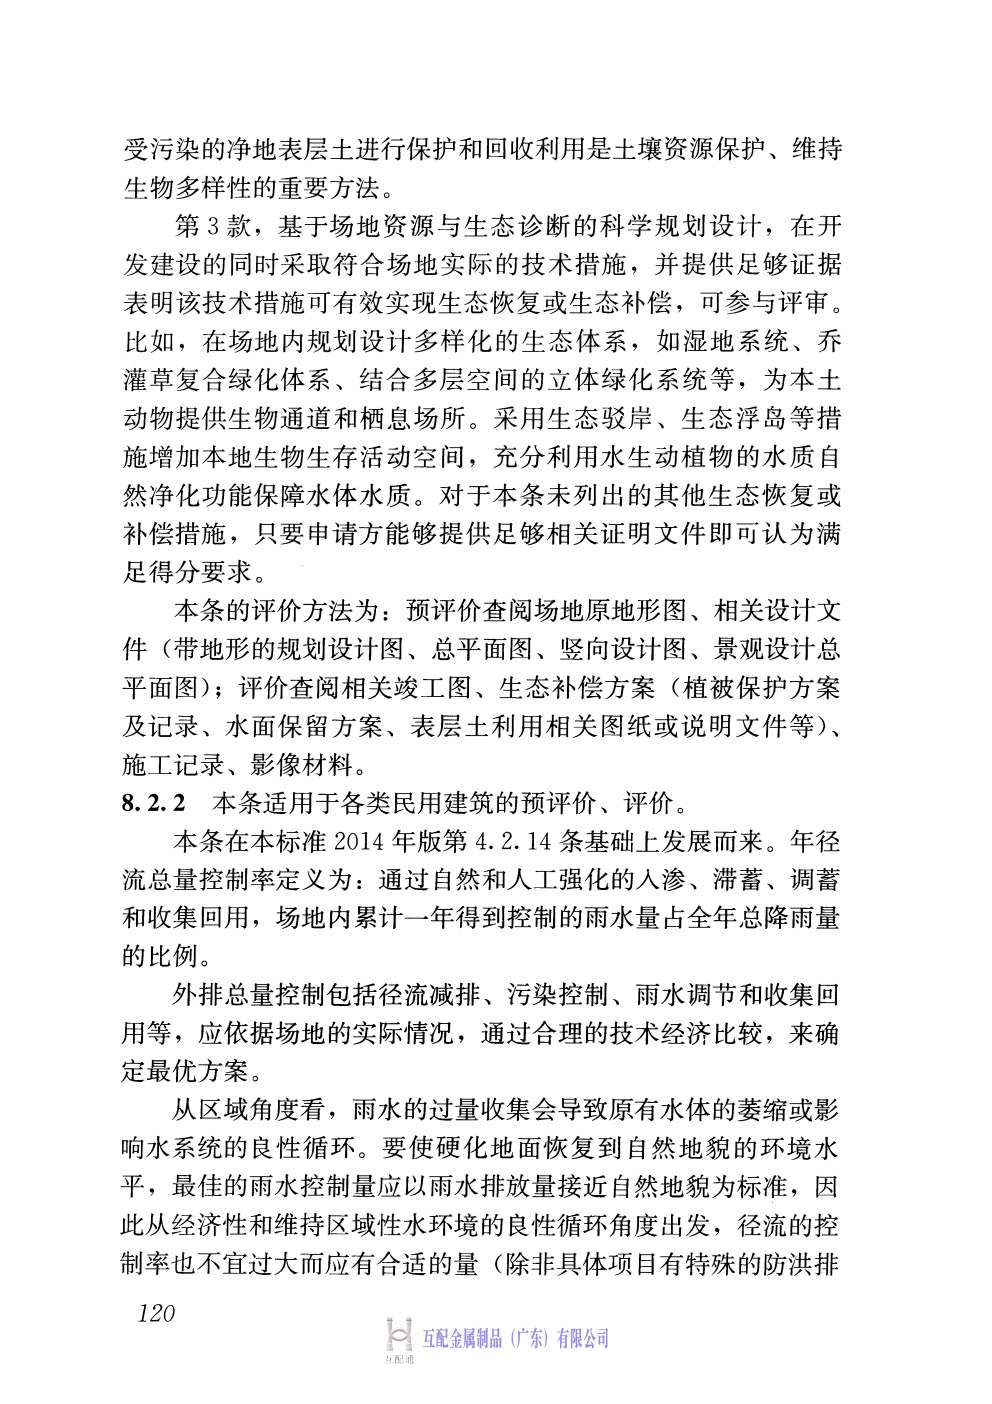 受污染的净地表层土进行保护和回收利用是土壤资源保护、维持
生物多样性的重要方法。
第 3 款，基于场地资源与生态诊断的科学规划设计，在开
发建设的同时采取符合场地实际的技术措施，并提供足够证据
表明该技术措施可有效实现生态恢复或生态补偿，可参与评审。
比如，在场地内规划设计多样化的生态体系，如湿地系统、乔
灌草复合绿化体系、结合多层空间的立体绿化系统等，为本土
动物提供生物通道和栖息场所。采用生态驳岸、生态浮岛等措
施增加本地生物生存活动空间，充分利用水生动植物的水质自
然净化功能保障水体水质。对于本条未列出的其他生态恢复或
补偿措施，只要申请方能够提供足够相关证明文件即可认为满
足得分要求。
本条的评价方法为：预评价查阅场地原地形图、相关设计文
件（带地形的规划设计图、总平面图、竖向设计图、景观设计总
平面图）；评价查阅相关竣工图、生态补偿方案（植被保护方案
及记录、水面保留方案、表层土利用相关图纸或说明文件等）、
施工记录、影像材料。
8.2.2 本条适用于各类民用建筑的预评价、评价。
本条在本标准 2014 年版第 4.2.14 条基础上发展而来。年径
流总量控制率定义为：通过自然和人工强化的入渗、滞蓄、调蓄
和收集回用，场地内累计一年得到控制的雨水量占全年总降雨量
的比例。
外排总量控制包括径流减排、污染控制、雨水调节和收集回
用等，应依据场地的实际情况，通过合理的技术经济比较，来确
定最优方案。
从区域角度看，雨水的过量收集会导致原有水体的萎缩或影
响水系统的良性循环。要使硬化地面恢复到自然地貌的环境水
平，最佳的雨水控制量应以雨水排放量接近自然地貌为标准，因
此从经济性和维持区域性水环境的良性循环角度出发，径流的控
制率也不宜过大而应有合适的量（除非具体项目有特殊的防洪排
120
互配金属制品（广东）有限公司
互配通